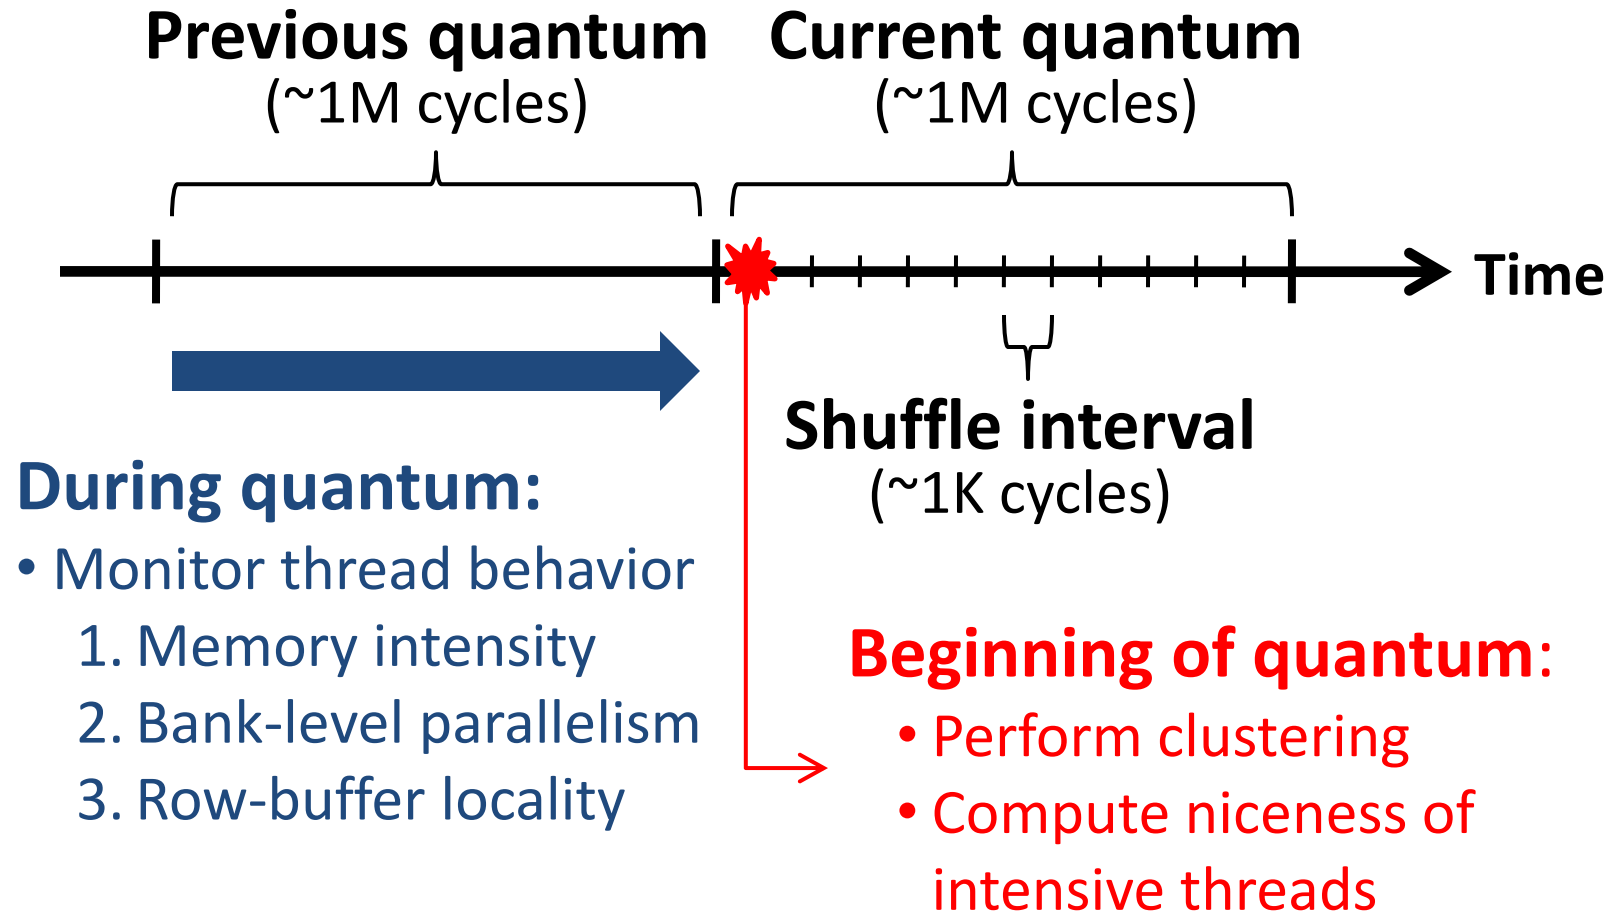 Previous quantum
(~1M cycles)
Current quantum
(~1M cycles)
Time
Shuffle interval
(~1K cycles)
During quantum:
• Monitor thread behavior
1. Memory intensity
2. Bank-level parallelism
3. Row-buffer locality
Beginning of quantum:
• Perform clustering
• Compute niceness of
intensive threads